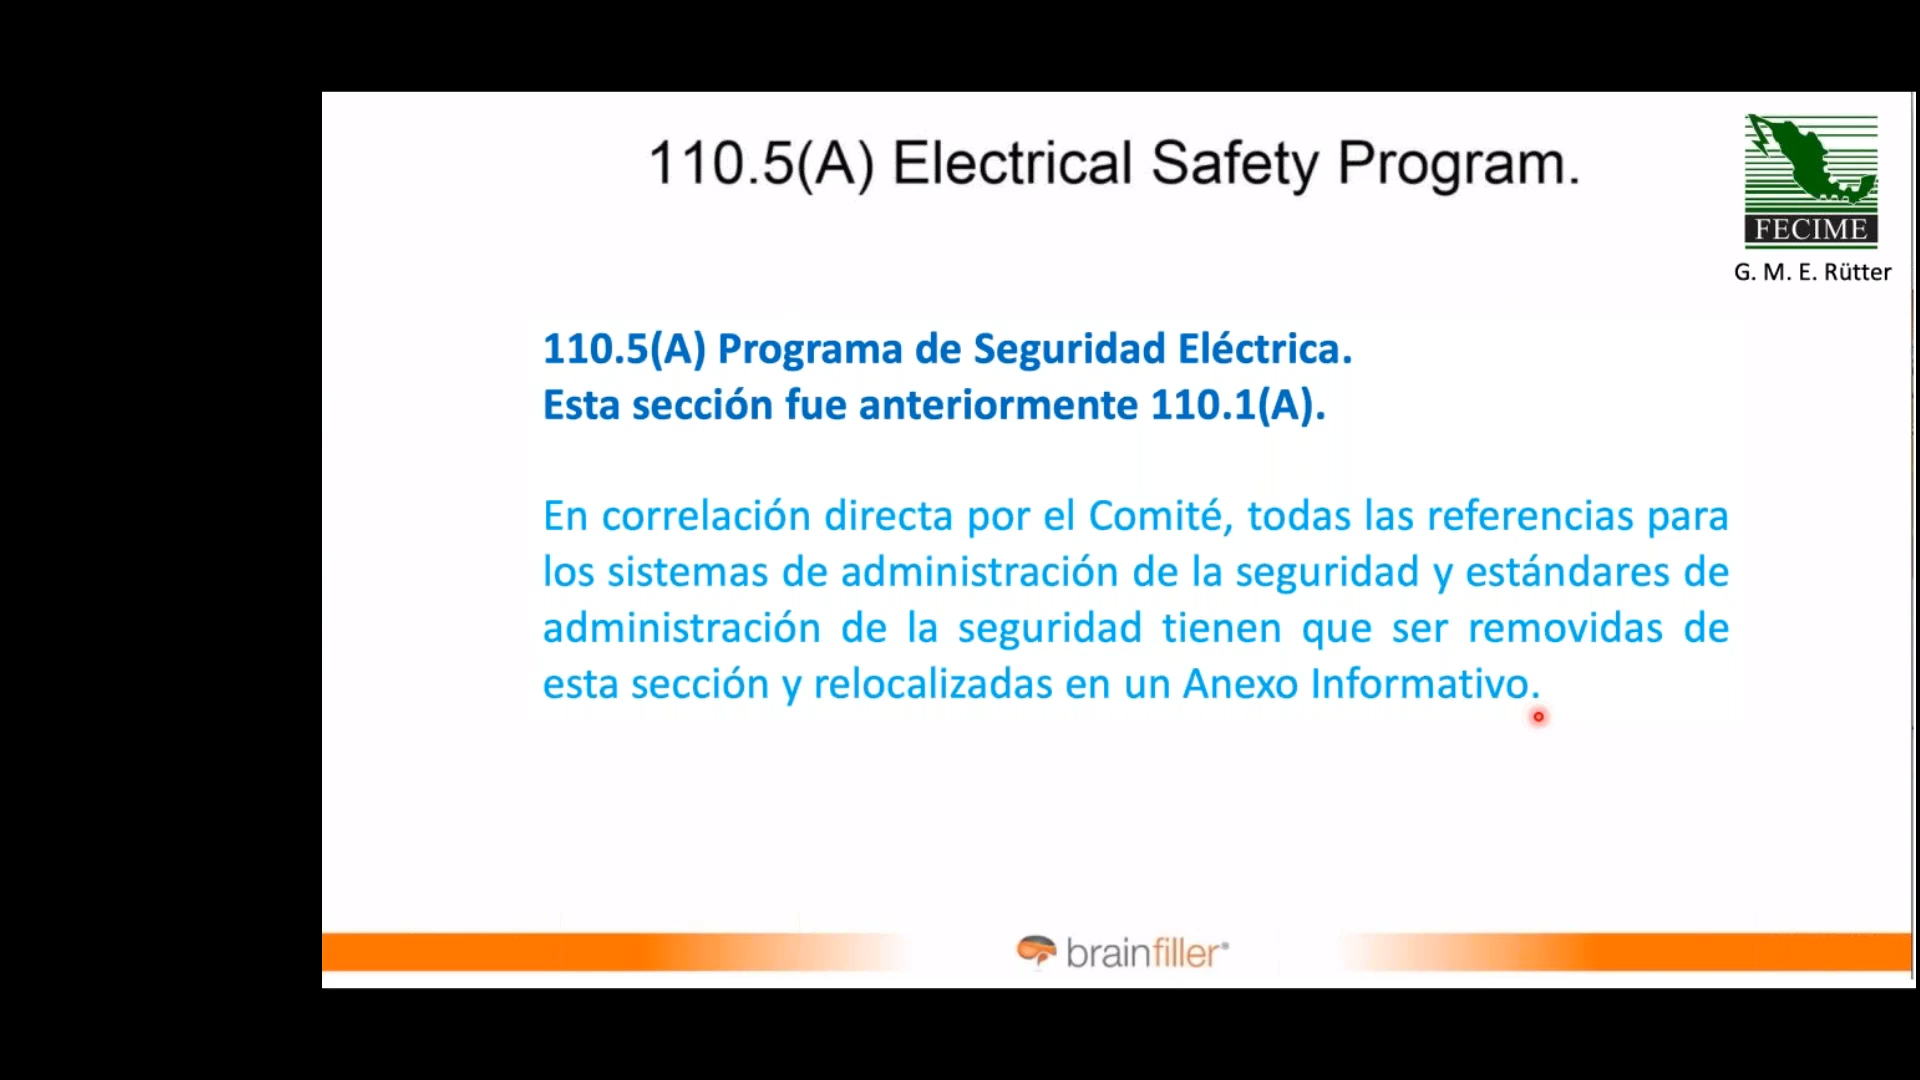 110.5(A) Electrical Safety Program.
FECIME
G. M. E. Rütter
110.5(A) Programa de Seguridad Eléctrica.
Esta sección fue anteriormente 110.1(A).
En correlación directa por el Comité, todas las referencias para
los sistemas de administración de la seguridad y estándares de
administración de la seguridad tienen que ser removidas de
esta sección y relocalizadas en un Anexo Informativo.
brainfiller®